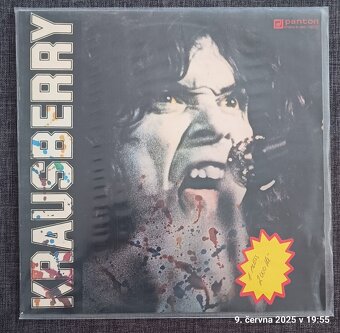 panton
KRAUSBERRY
9. června 2025 v 19:55